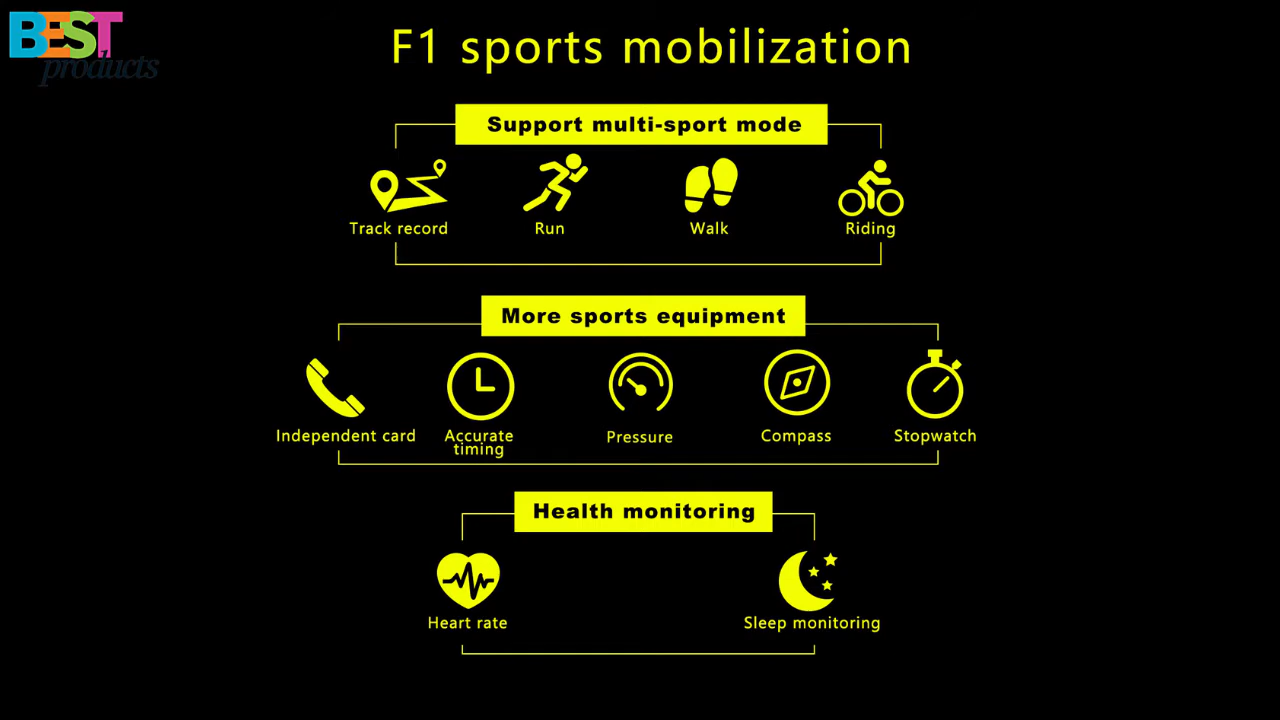 BEST
products
F1 sports mobilization
Support multi-sport mode
Track record
Run
Walk
Riding
More sports equipment
Independent card
Accurate
timing
Pressure
Compass
Stopwatch
Health monitoring
Heart rate
Sleep monitoring